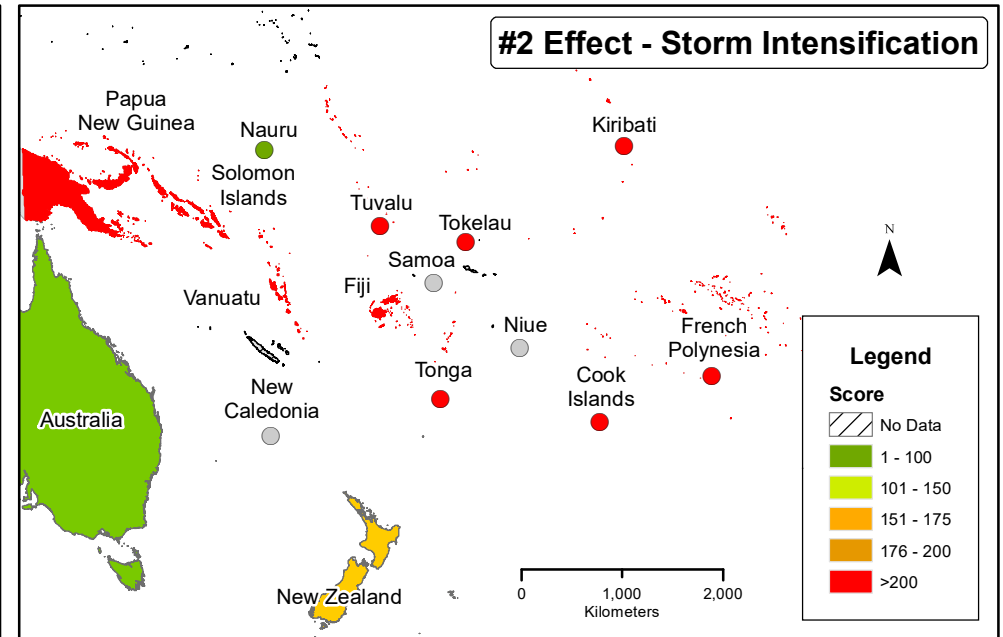 #2 Effect - Storm Intensification
Papua
New Guinea
Nauru
Kiribati
Solomon
Islands
Tuvalu
Tokelau
Samoa
N
Vanuatu
Fiji
Niue
French
Polynesia
Tonga
Cook
Islands
New
Caledonia
Australia
New Zealand
0
1,000
2,000
Kilometers
Legend
Score
No Data
1 - 100
101 - 150
151 - 175
176 - 200
>200